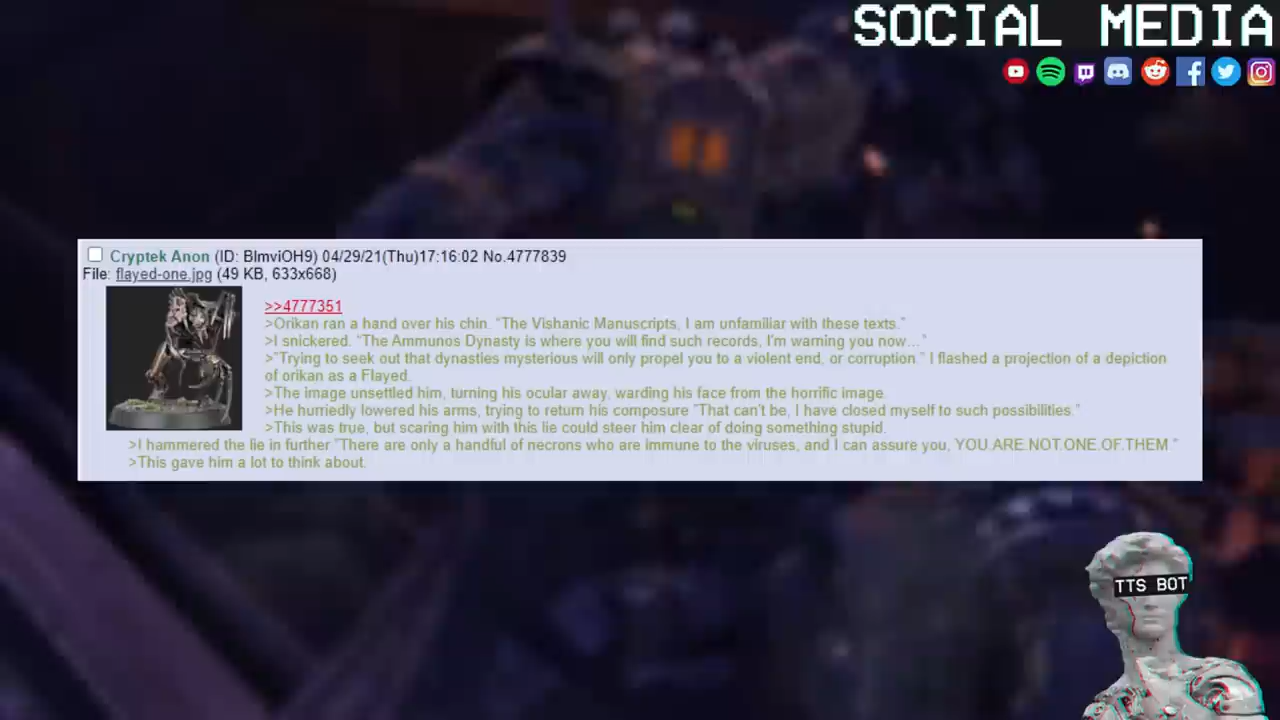 SOCIAL MEDIA
Cryptek Anon (ID: BlmviOH9) 04/29/21(Thu)17:16:02 No.4777839
File: flayed-one.jpg (49 KB, 633x668)
>>4777351
>Orikan ran a hand over his chin. “The Vishanic Manuscripts, I am unfamiliar with these texts.”
>I snickered. “The Ammunos Dynasty is where you will find such records, I'm warning you now…”
>"Trying to seek out that dynasties mysterious will only propel you to a violent end, or corruption.” I flashed a projection of a depiction
of orikan as a Flayed.
>The image unsettled him, turning his ocular away, warding his face from the horrific image.
>He hurriedly lowered his arms, trying to return his composure "That can't be, I have closed myself to such possibilities.”
>This was true, but scaring him with this lie could steer him clear of doing something stupid.
>I hammered the lie in further "There are only a handful of necrons who are immune to the viruses, and I can assure you, YOU.ARE.NOT.ONE.OF.THEM.”
>This gave him a lot to think about.
TTS BOT